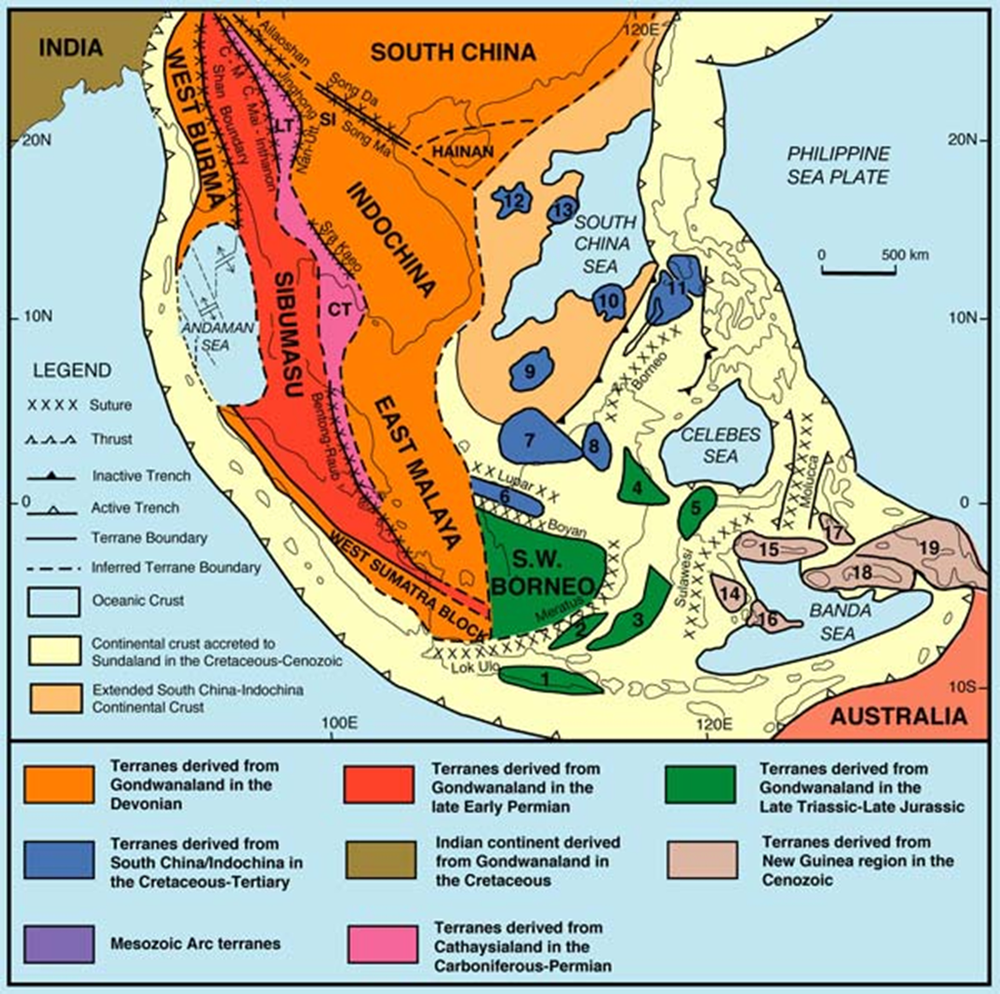 INDIA
SOUTH CHINA
120E
20N
20N
PHILIPPINE
SEA PLATE
WEST BURMA
Shan Boundary
C - M
C. Mai - Inthanon
LT
Ailaoshan
Jinghong
Nan-Utt
SI
Song Da
Song Ma
HAINAN
INDOCHINA
12
13
SOUTH
CHINA
SEA
0 500 km
10
11
ANDAMAN
SEA
10N
10N
SIBUMASU
Sra Kaeo
CT
9
Borneo
LEGEND
XXXX Suture
Thrust
Inactive Trench
Active Trench
Terrane Boundary
Inferred Terrane Boundary
Oceanic Crust
Continental crust accreted to
Sundaland in the Cretaceous-Cenozoic
Extended South China-Indochina
Continental Crust
Bentong-Raub
EAST MALAYA
7
8
CELEBES
SEA
Lupar
6
Boyan
4
5
Molucca
0
0
S.W.
BORNEO
Meratus
2
3
Sulawesi
15
17
18
19
14
16
BANDA
SEA
WEST SUMATRA BLOCK
Lok Ulo
1
10S
AUSTRALIA
100E
120E
Terranes derived from
Gondwanaland in the
Devonian
Terranes derived from
Gondwanaland in the
late Early Permian
Terranes derived from
Gondwanaland in the
Late Triassic-Late Jurassic
Terranes derived from
South China/Indochina in
the Cretaceous-Tertiary
Indian continent derived
from Gondwanaland in
the Cretaceous
Terranes derived from
New Guinea region in the
Cenozoic
Mesozoic Arc terranes
Terranes derived from
Cathaysialand in the
Carboniferous-Permian